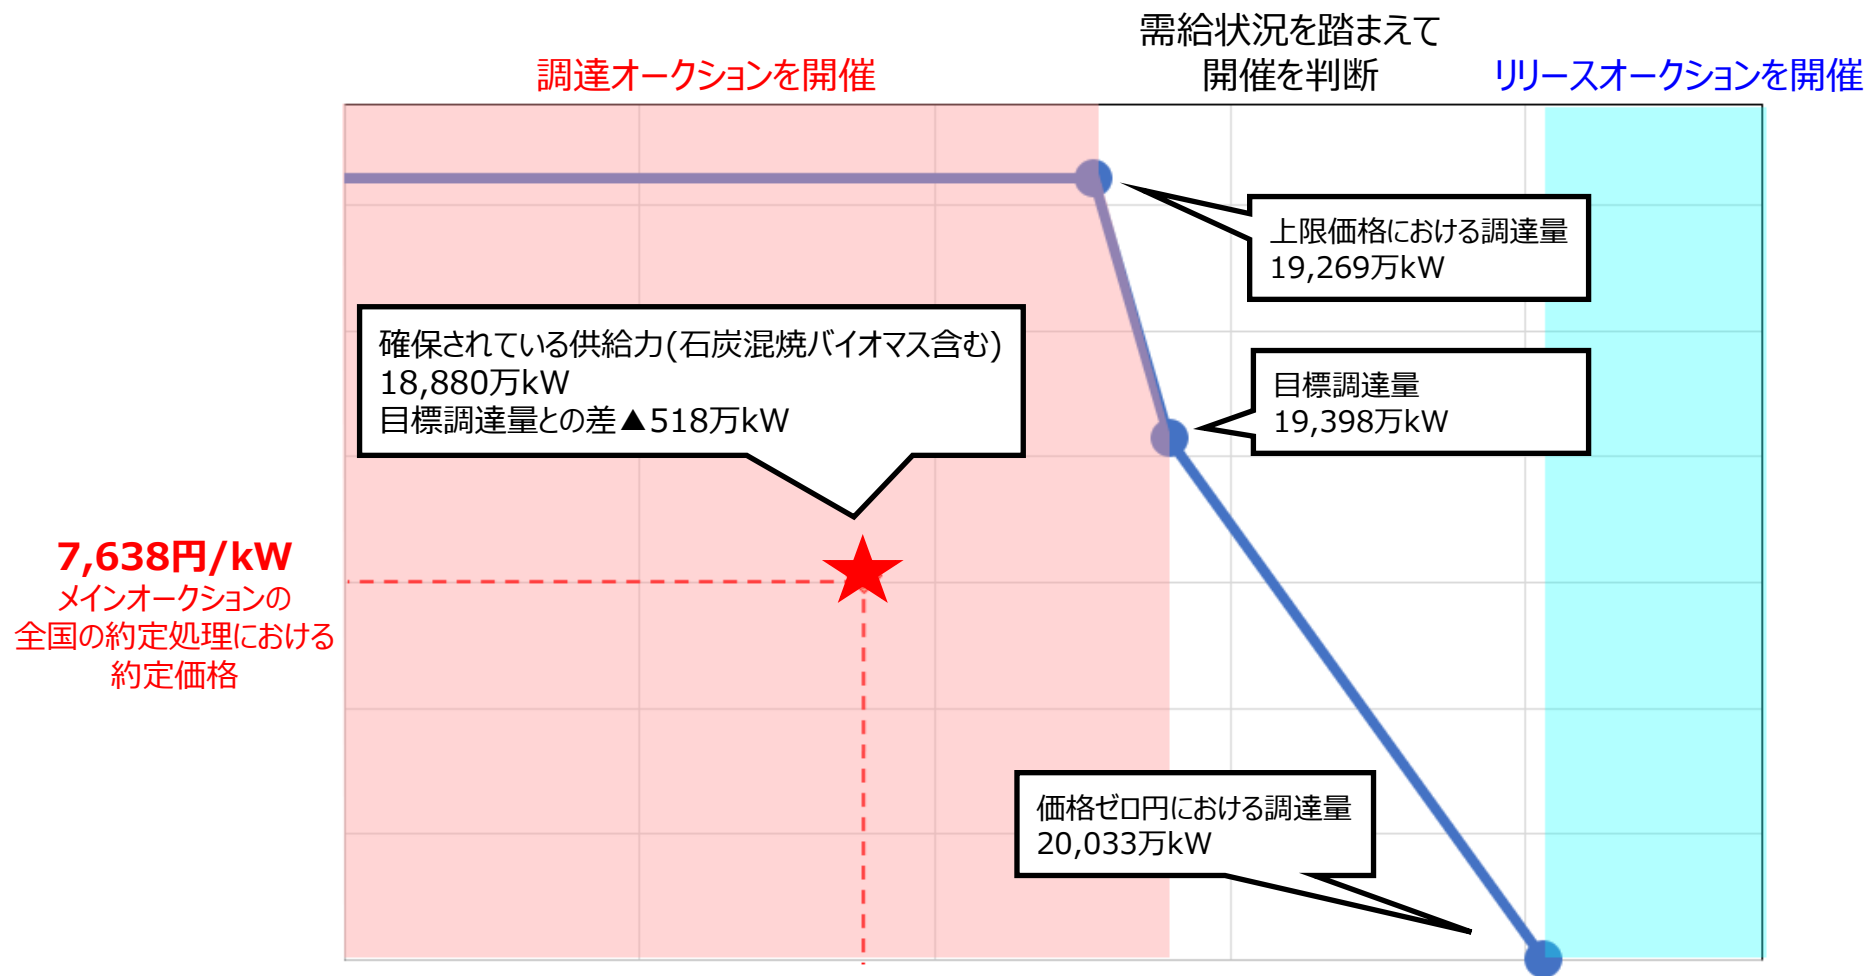 需給状況を踏まえて
開催を判断
調達オークションを開催
リリースオークションを開催
上限価格における調達量
19,269万kW
確保されている供給力(石炭混焼バイオマス含む)
18,880万kW
目標調達量との差▲518万kW
目標調達量
19,398万kW
7,638円/kW
メインオークションの
全国の約定処理における
約定価格
価格ゼロ円における調達量
20,033万kW